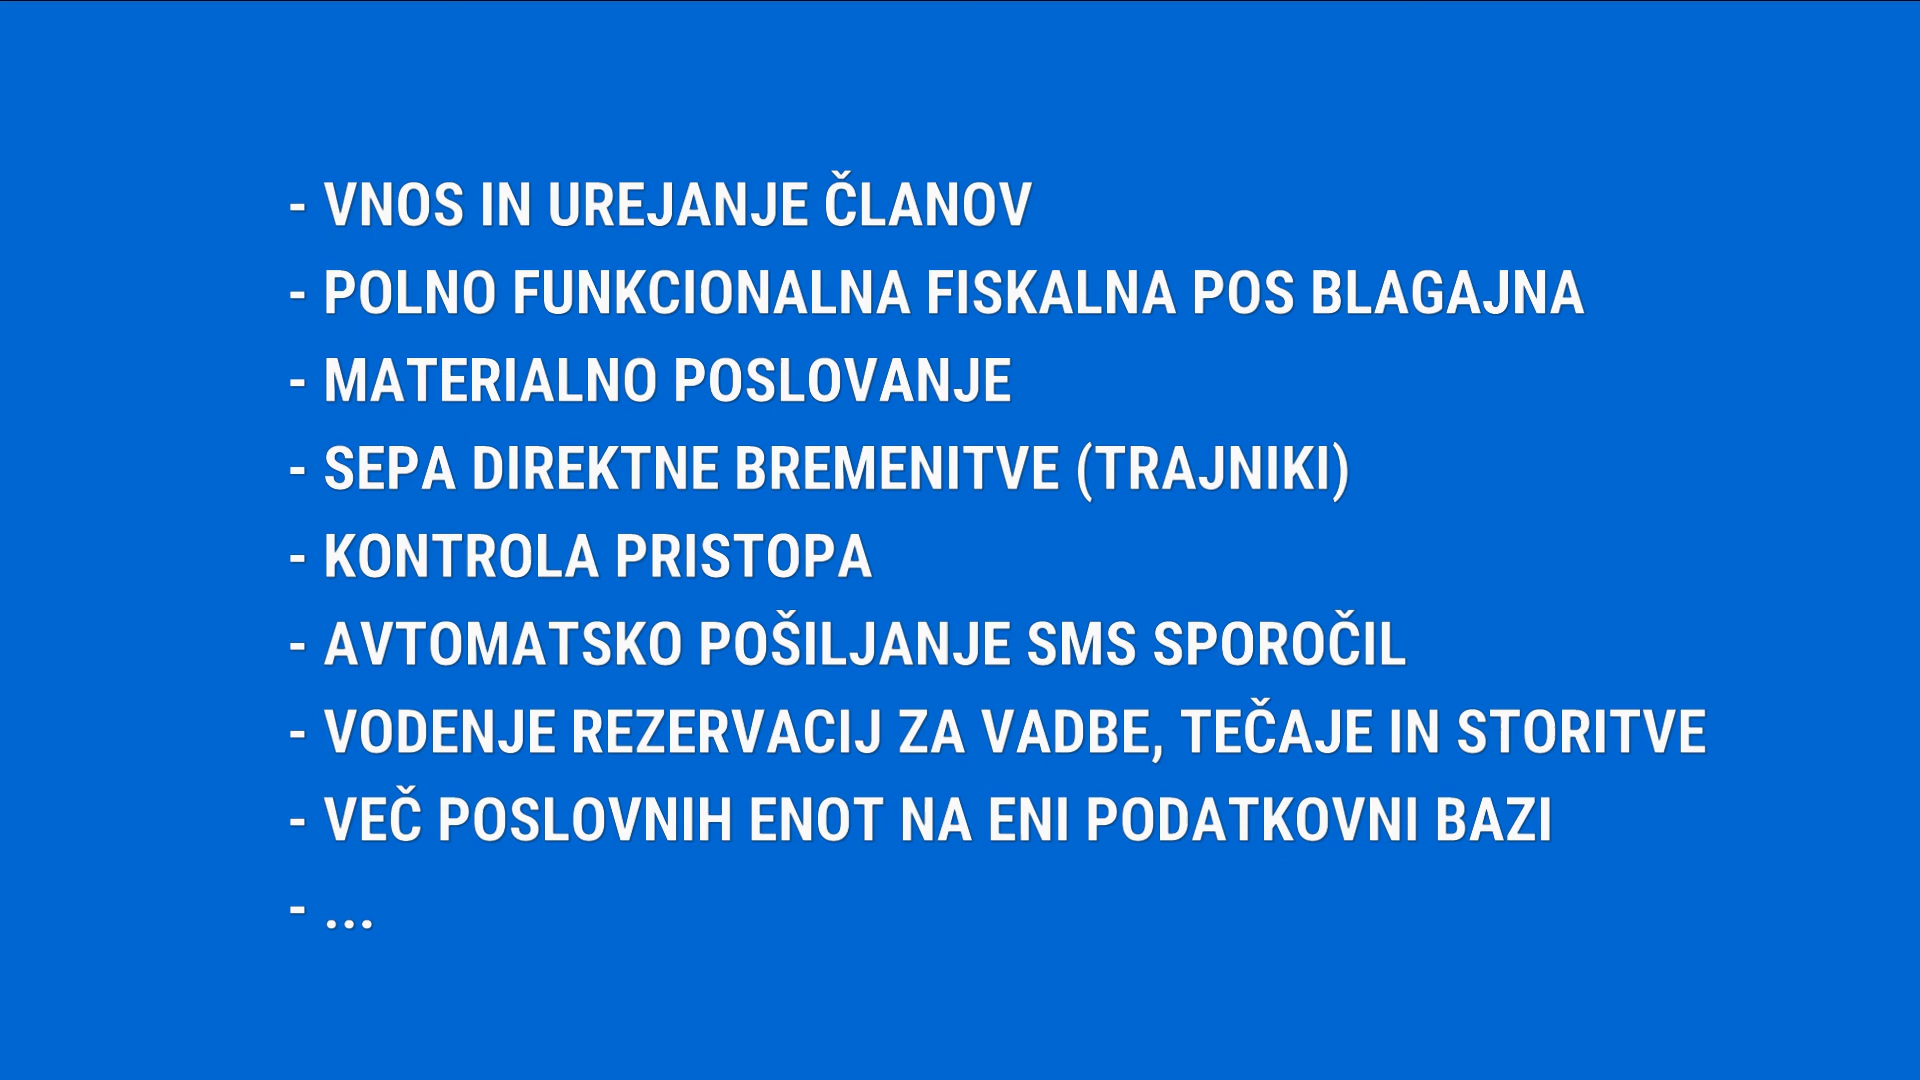 - VNOS IN UREJANJE ČLANOV
- POLNO FUNKCIONALNA FISKALNA POS BLAGAJNA
- MATERIALNO POSLOVANJE
- SEPA DIREKTNE BREMENITVE (TRAJNIKI)
- KONTROLA PRISTOPA
- AVTOMATSKO POŠILJANJE SMS SPOROČIL
- VODENJE REZERVACIJ ZA VADBE, TEČAJE IN STORITVE
- VEČ POSLOVNIH ENOT NA ENI PODATKOVNI BAZI
- ...